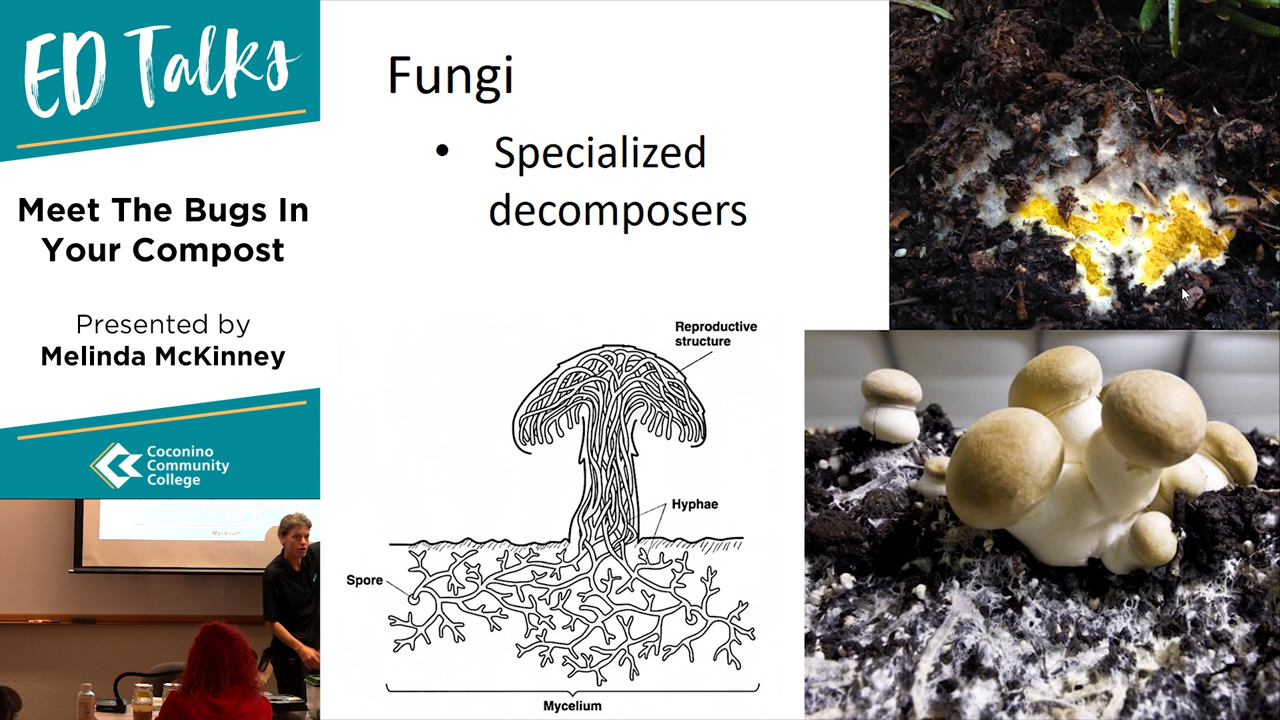 ED Talks
Meet The Bugs In
Your Compost
Presented by
Melinda McKinney
Coconino
Community
College
Mycelium
Fungi
• Specialized
decomposers
Reproductive
structure
Hyphae
Spore
Mycelium